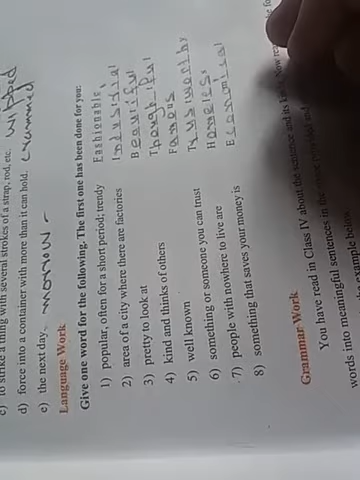 to strike a thing with several strokes of a strap, rod, etc.
d) force into a container with more than it can hold. crammed
e) the next day - morrow -
Language Work
Give one word for the following. The first one has been done for you:
1) popular, often for a short period; trendy Fashionable
2) area of a city where there are factories Industrial
3) pretty to look at Beautiful
4) kind and thinks of others
5) well known Famous
6) something or someone you can trust
7) people with nowhere to live are
8) something that saves your money is Economical
Grammar Work
You have read in Class IV about the sentence and its Now
words into meaningful sentences in the
example below